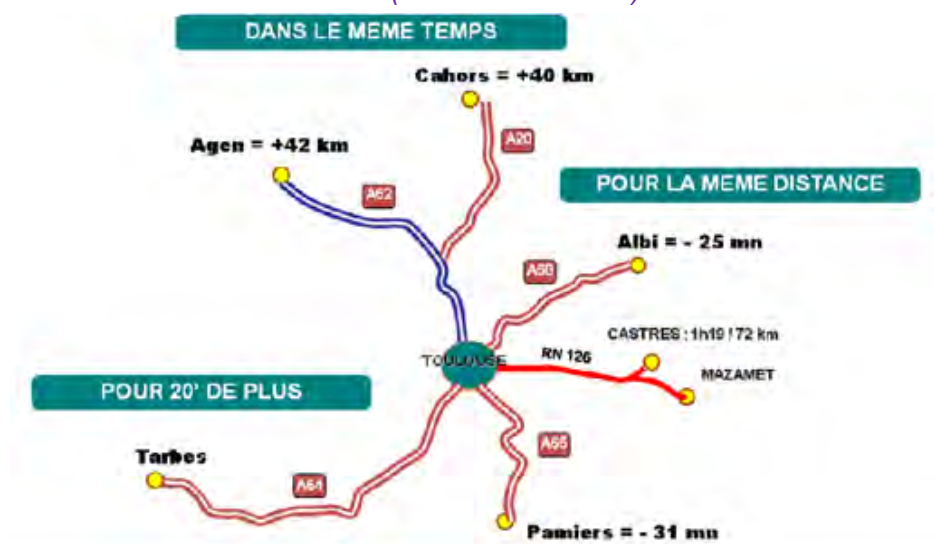 DANS LE MEME TEMPS
Cahors = +40 km
Agen = +42 km
A20
A62
POUR LA MEME DISTANCE
Albi = - 25 mn
A68
CASTRES : 1h19 / 72 km
TOULOUSE
RN 126
MAZAMET
POUR 20' DE PLUS
A66
Tarbes
A64
Pamiers = - 31 mn